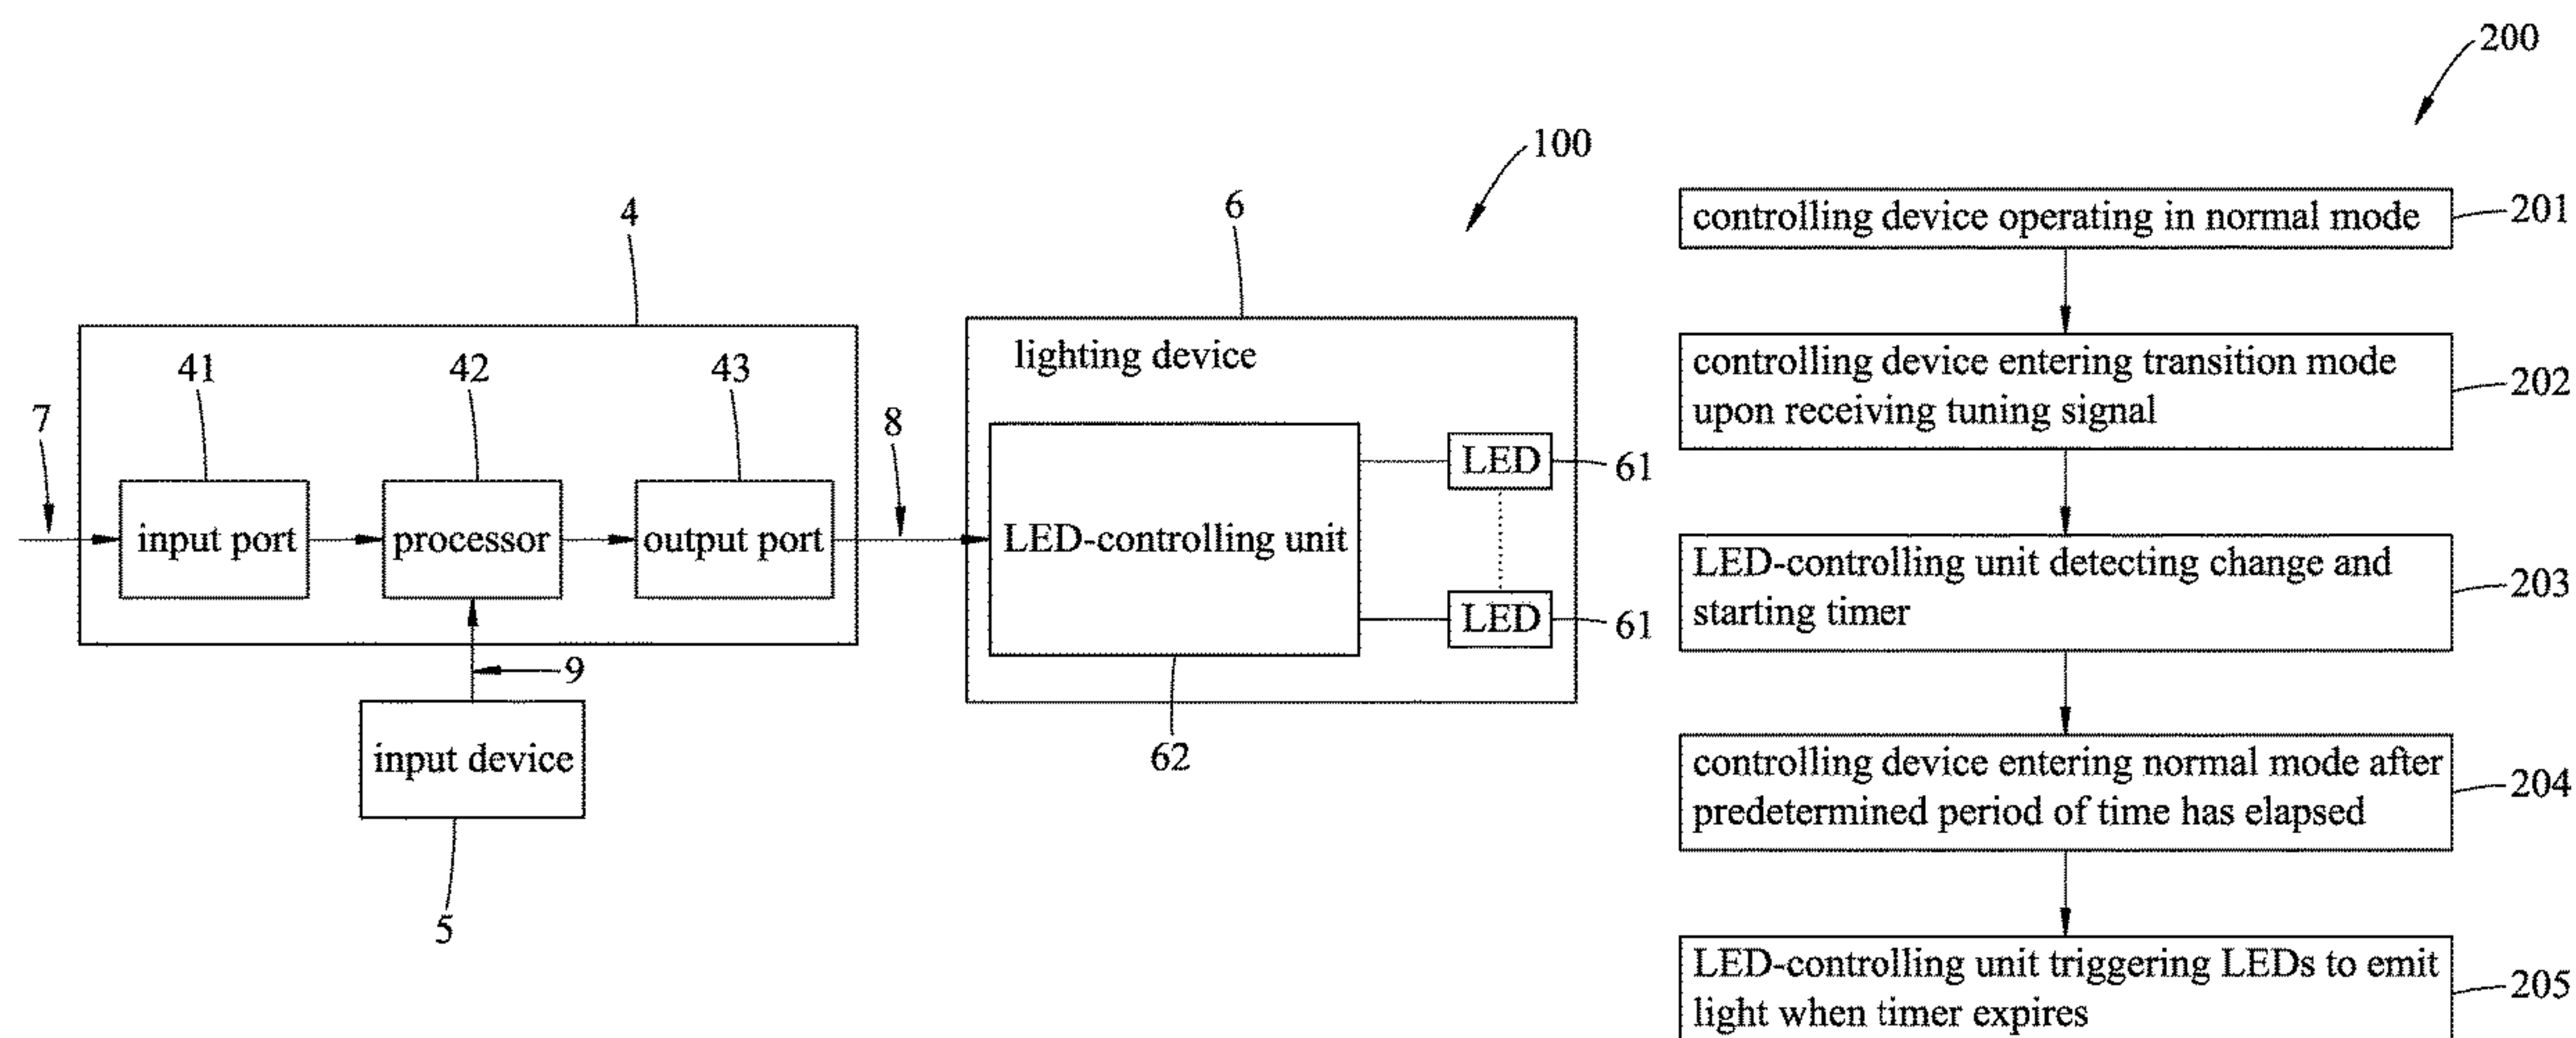 200
100
4
6
controlling device operating in normal mode
201
41
42
43
lighting device
controlling device entering transition mode
upon receiving tuning signal
202
7
8
LED
61
input port
processor
output port
LED-controlling unit
LED-controlling unit detecting change and
starting timer
203
LED
61
9
input device
62
controlling device entering normal mode after
predetermined period of time has elapsed
204
5
LED-controlling unit triggering LEDs to emit
light when timer expires
205